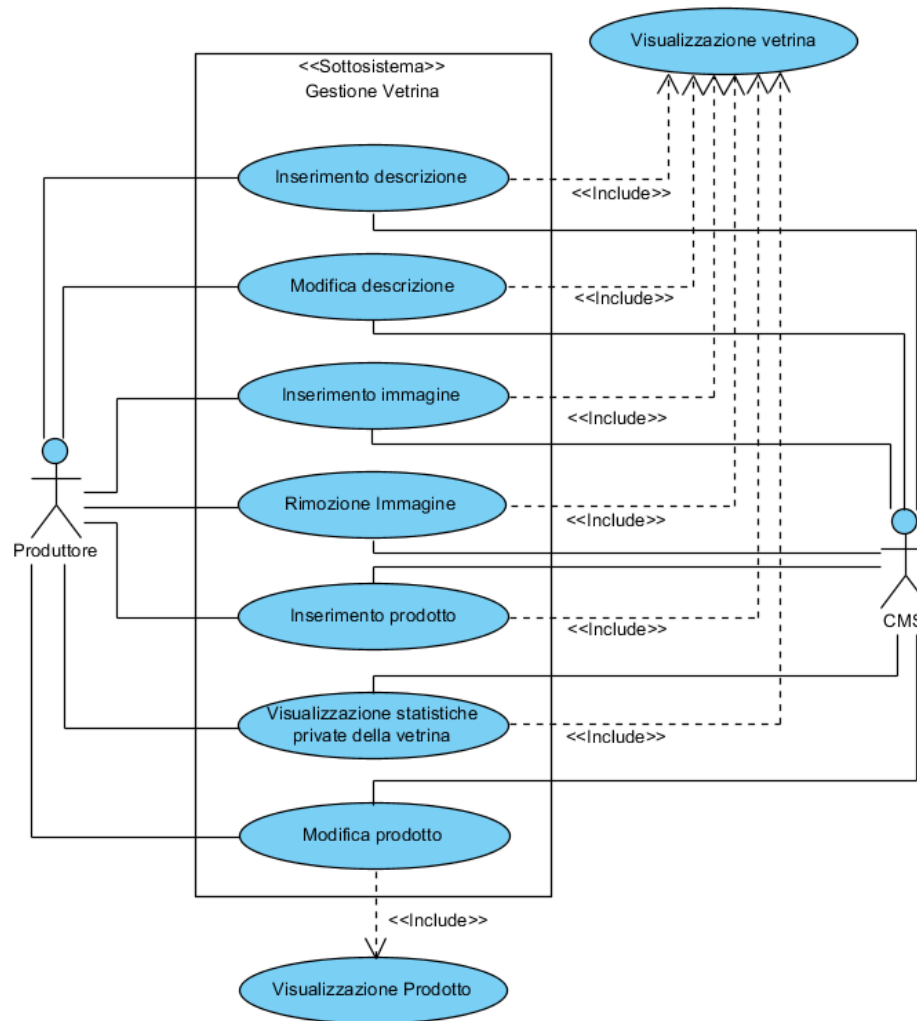 Visualizzazione vetrina
<<Sottosistema>>
Gestione Vetrina
Inserimento descrizione
<<Include>>
Modifica descrizione
<<Include>>
Inserimento immagine
<<Include>>
Rimozione Immagine
<<Include>>
Produttore
Inserimento prodotto
<<Include>>
CMS
Visualizzazione statistiche
private della vetrina
<<Include>>
Modifica prodotto
<<Include>>
Visualizzazione Prodotto